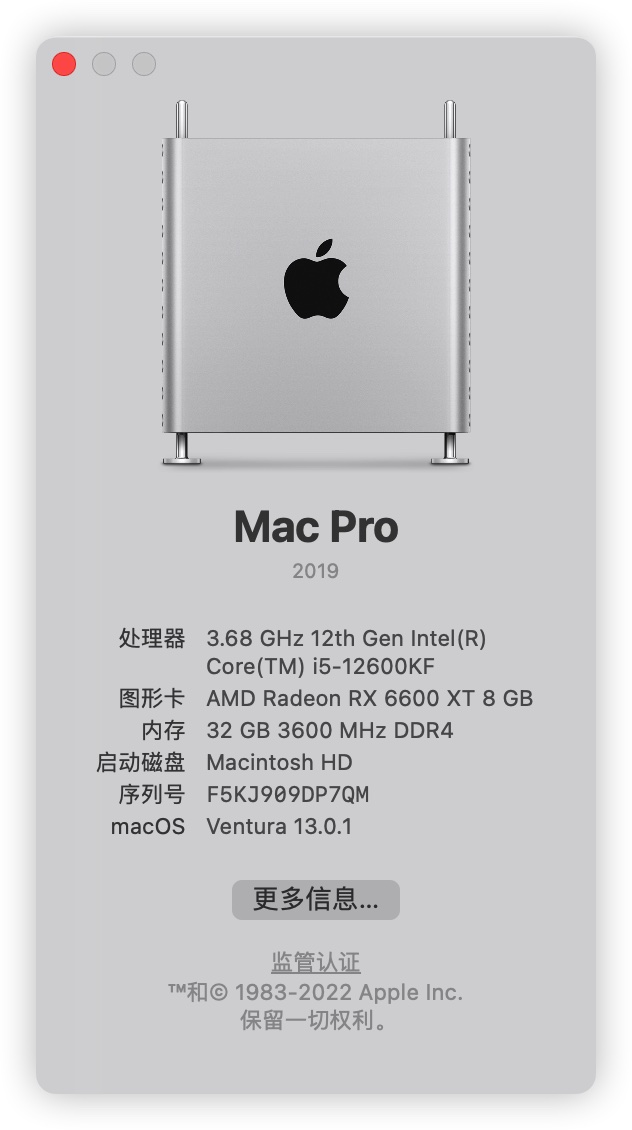 Mac Pro
2019
处理器 3.68 GHz 12th Gen Intel(R)
Core(TM) i5-12600KF
图形卡 AMD Radeon RX 6600 XT 8 GB
内存 32 GB 3600 MHz DDR4
启动磁盘 Macintosh HD
序列号 F5KJ909DP7QM
macOS Ventura 13.0.1
更多信息...
监管认证
™和© 1983-2022 Apple Inc.
保留一切权利。